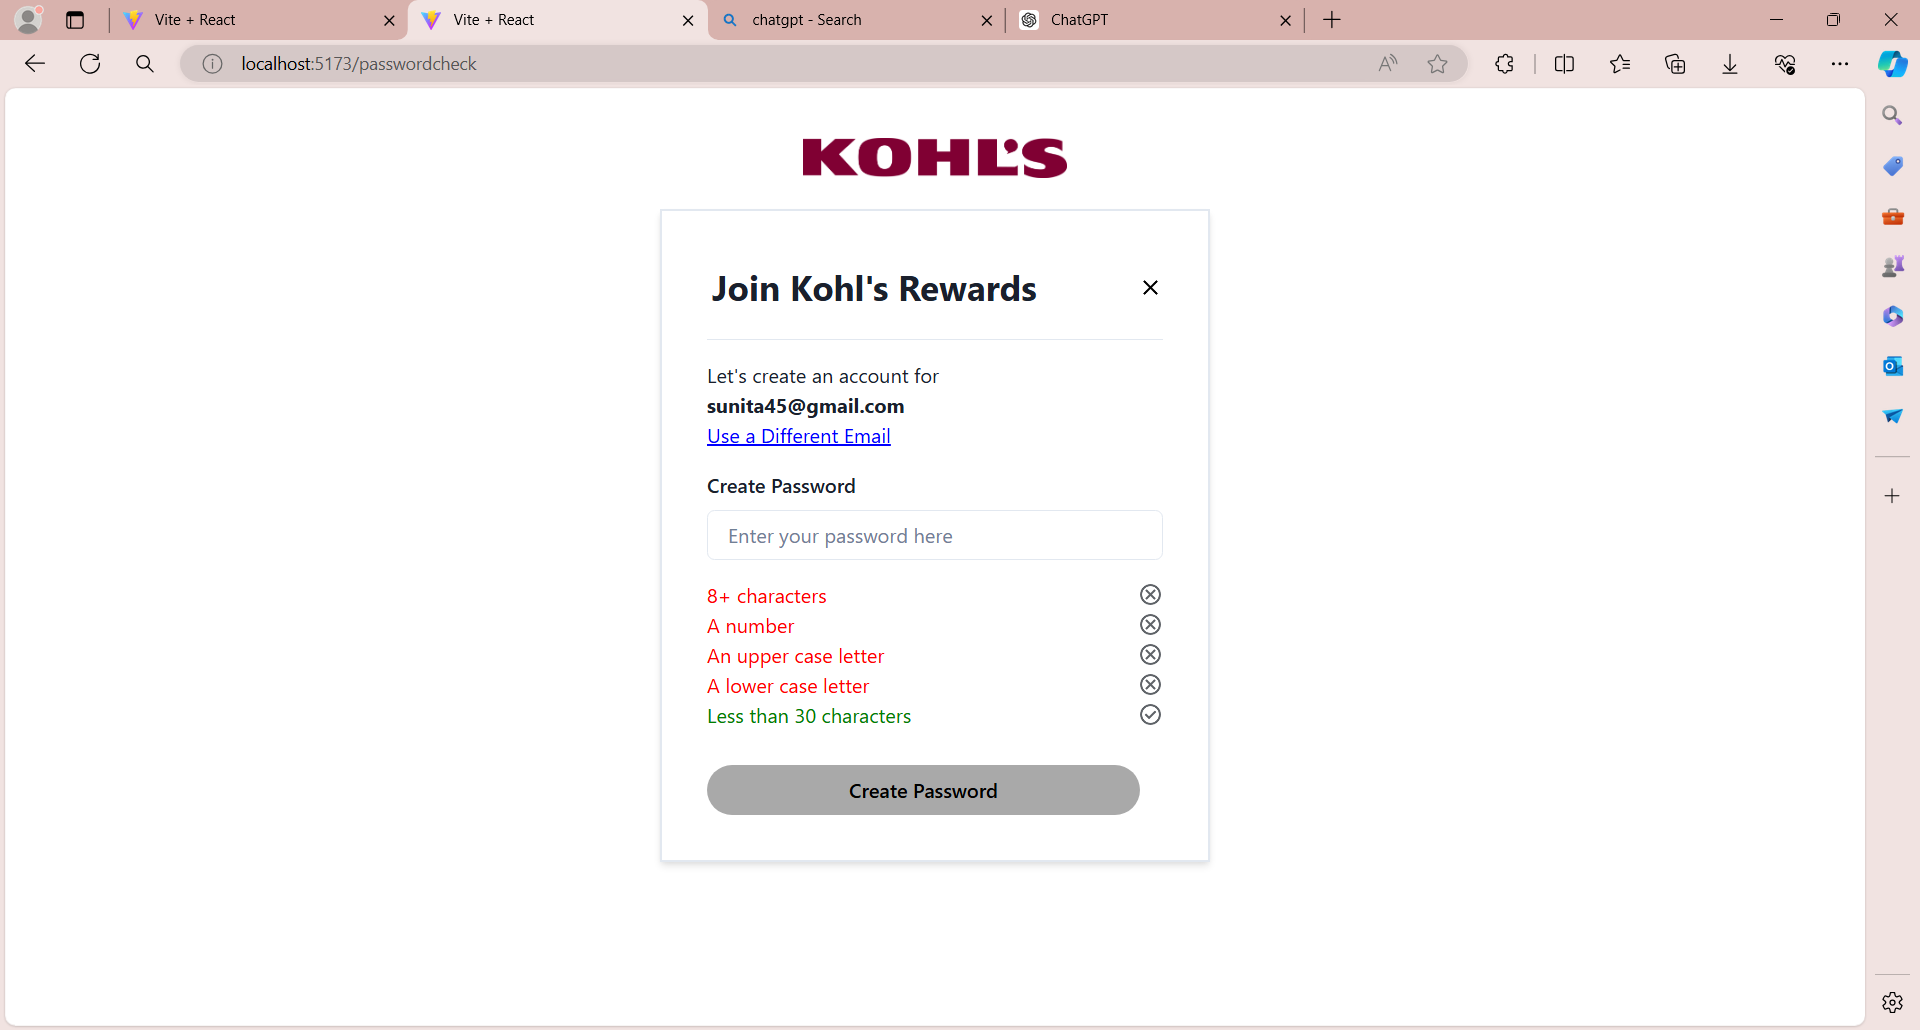 Vite + React
Vite + React
chatgpt - Search
ChatGPT
localhost:5173/passwordcheck
KOHL'S
Join Kohl's Rewards
Let's create an account for
sunita45@gmail.com
Use a Different Email
Create Password
Enter your password here
8+ characters
A number
An upper case letter
A lower case letter
Less than 30 characters
Create Password